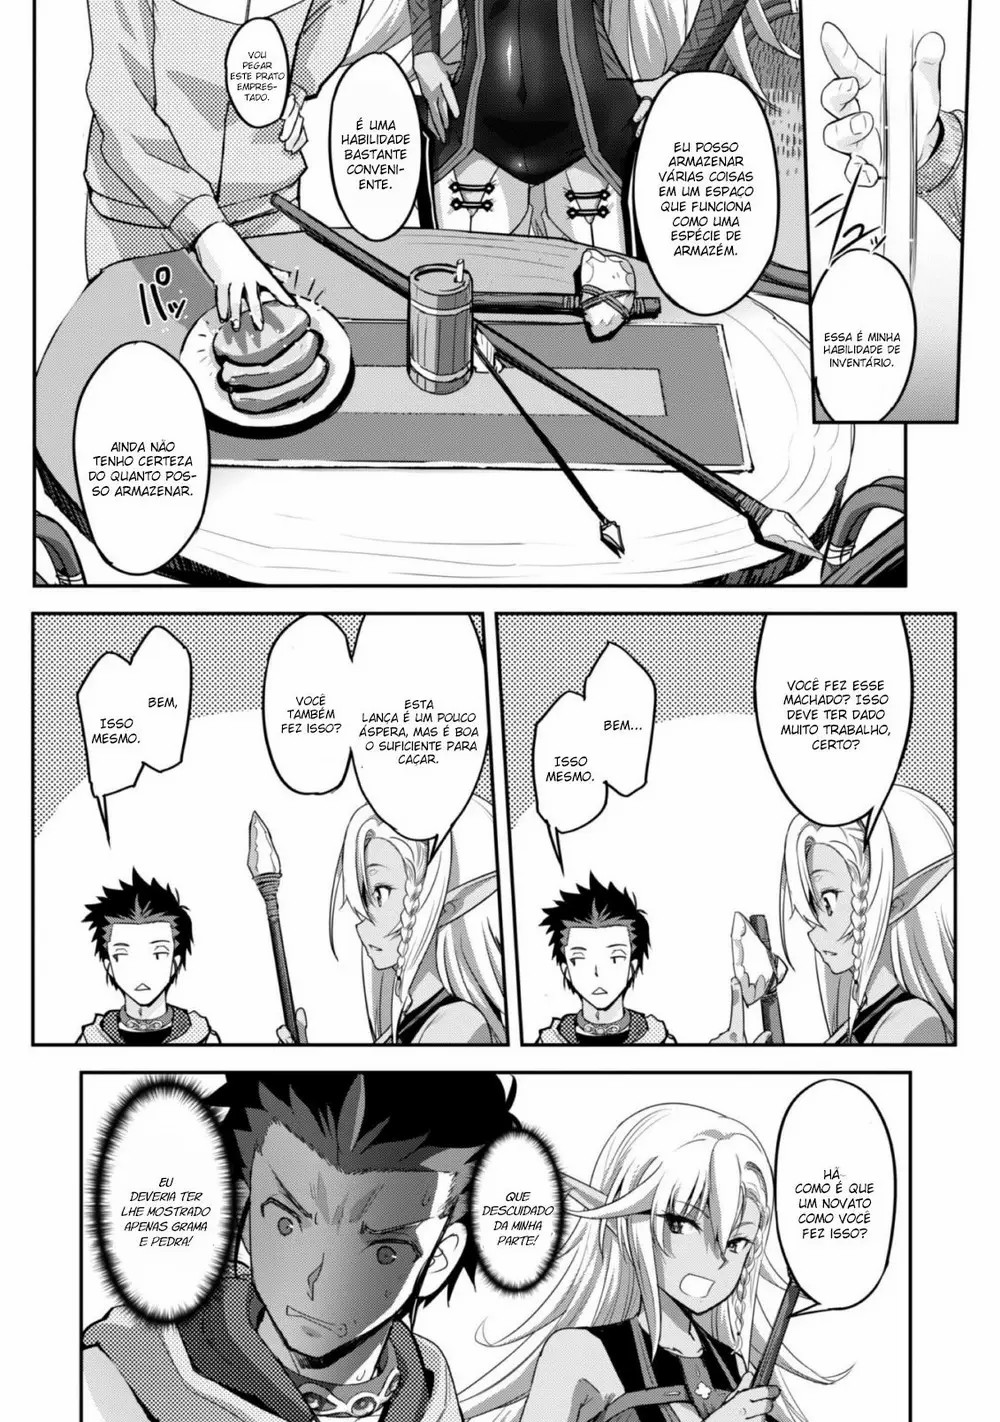 ESSA É MINHA
HABILIDADE DE
INVENTÁRIO.
EU POSSO
ARMAZENAR
VÁRIAS COISAS
EM UM ESPAÇO
QUE FUNCIONA
COMO UMA
ESPÉCIE DE
ARMAZÉM.
É UMA
HABILIDADE
BASTANTE
CONVENI-
ENTE.
VOU
PEGAR
ESTE PRATO
EMPRES-
TADO.
AINDA NÃO
TENHO CERTEZA
DO QUANTO POS-
SO ARMAZENAR.
VOCÊ FEZ ESSE
MACHADO? ISSO
DEVE TER DADO
MUITO TRABALHO,
CERTO?
BEM...
ISSO
MESMO.
ESTA
LANÇA É UM POUCO
ÁSPERA, MAS É BOA
O SUFICIENTE PARA
CAÇAR.
VOCÊ
TAMBÉM
FEZ ISSO?
BEM,
ISSO
MESMO.
HÃ
COMO É QUE
UM NOVATO
COMO VOCÊ
FEZ ISSO?
QUE
DESCUIDADO
DA MINHA
PARTE!
EU
DEVERIA TER
LHE MOSTRADO
APENAS GRAMA
E PEDRA!